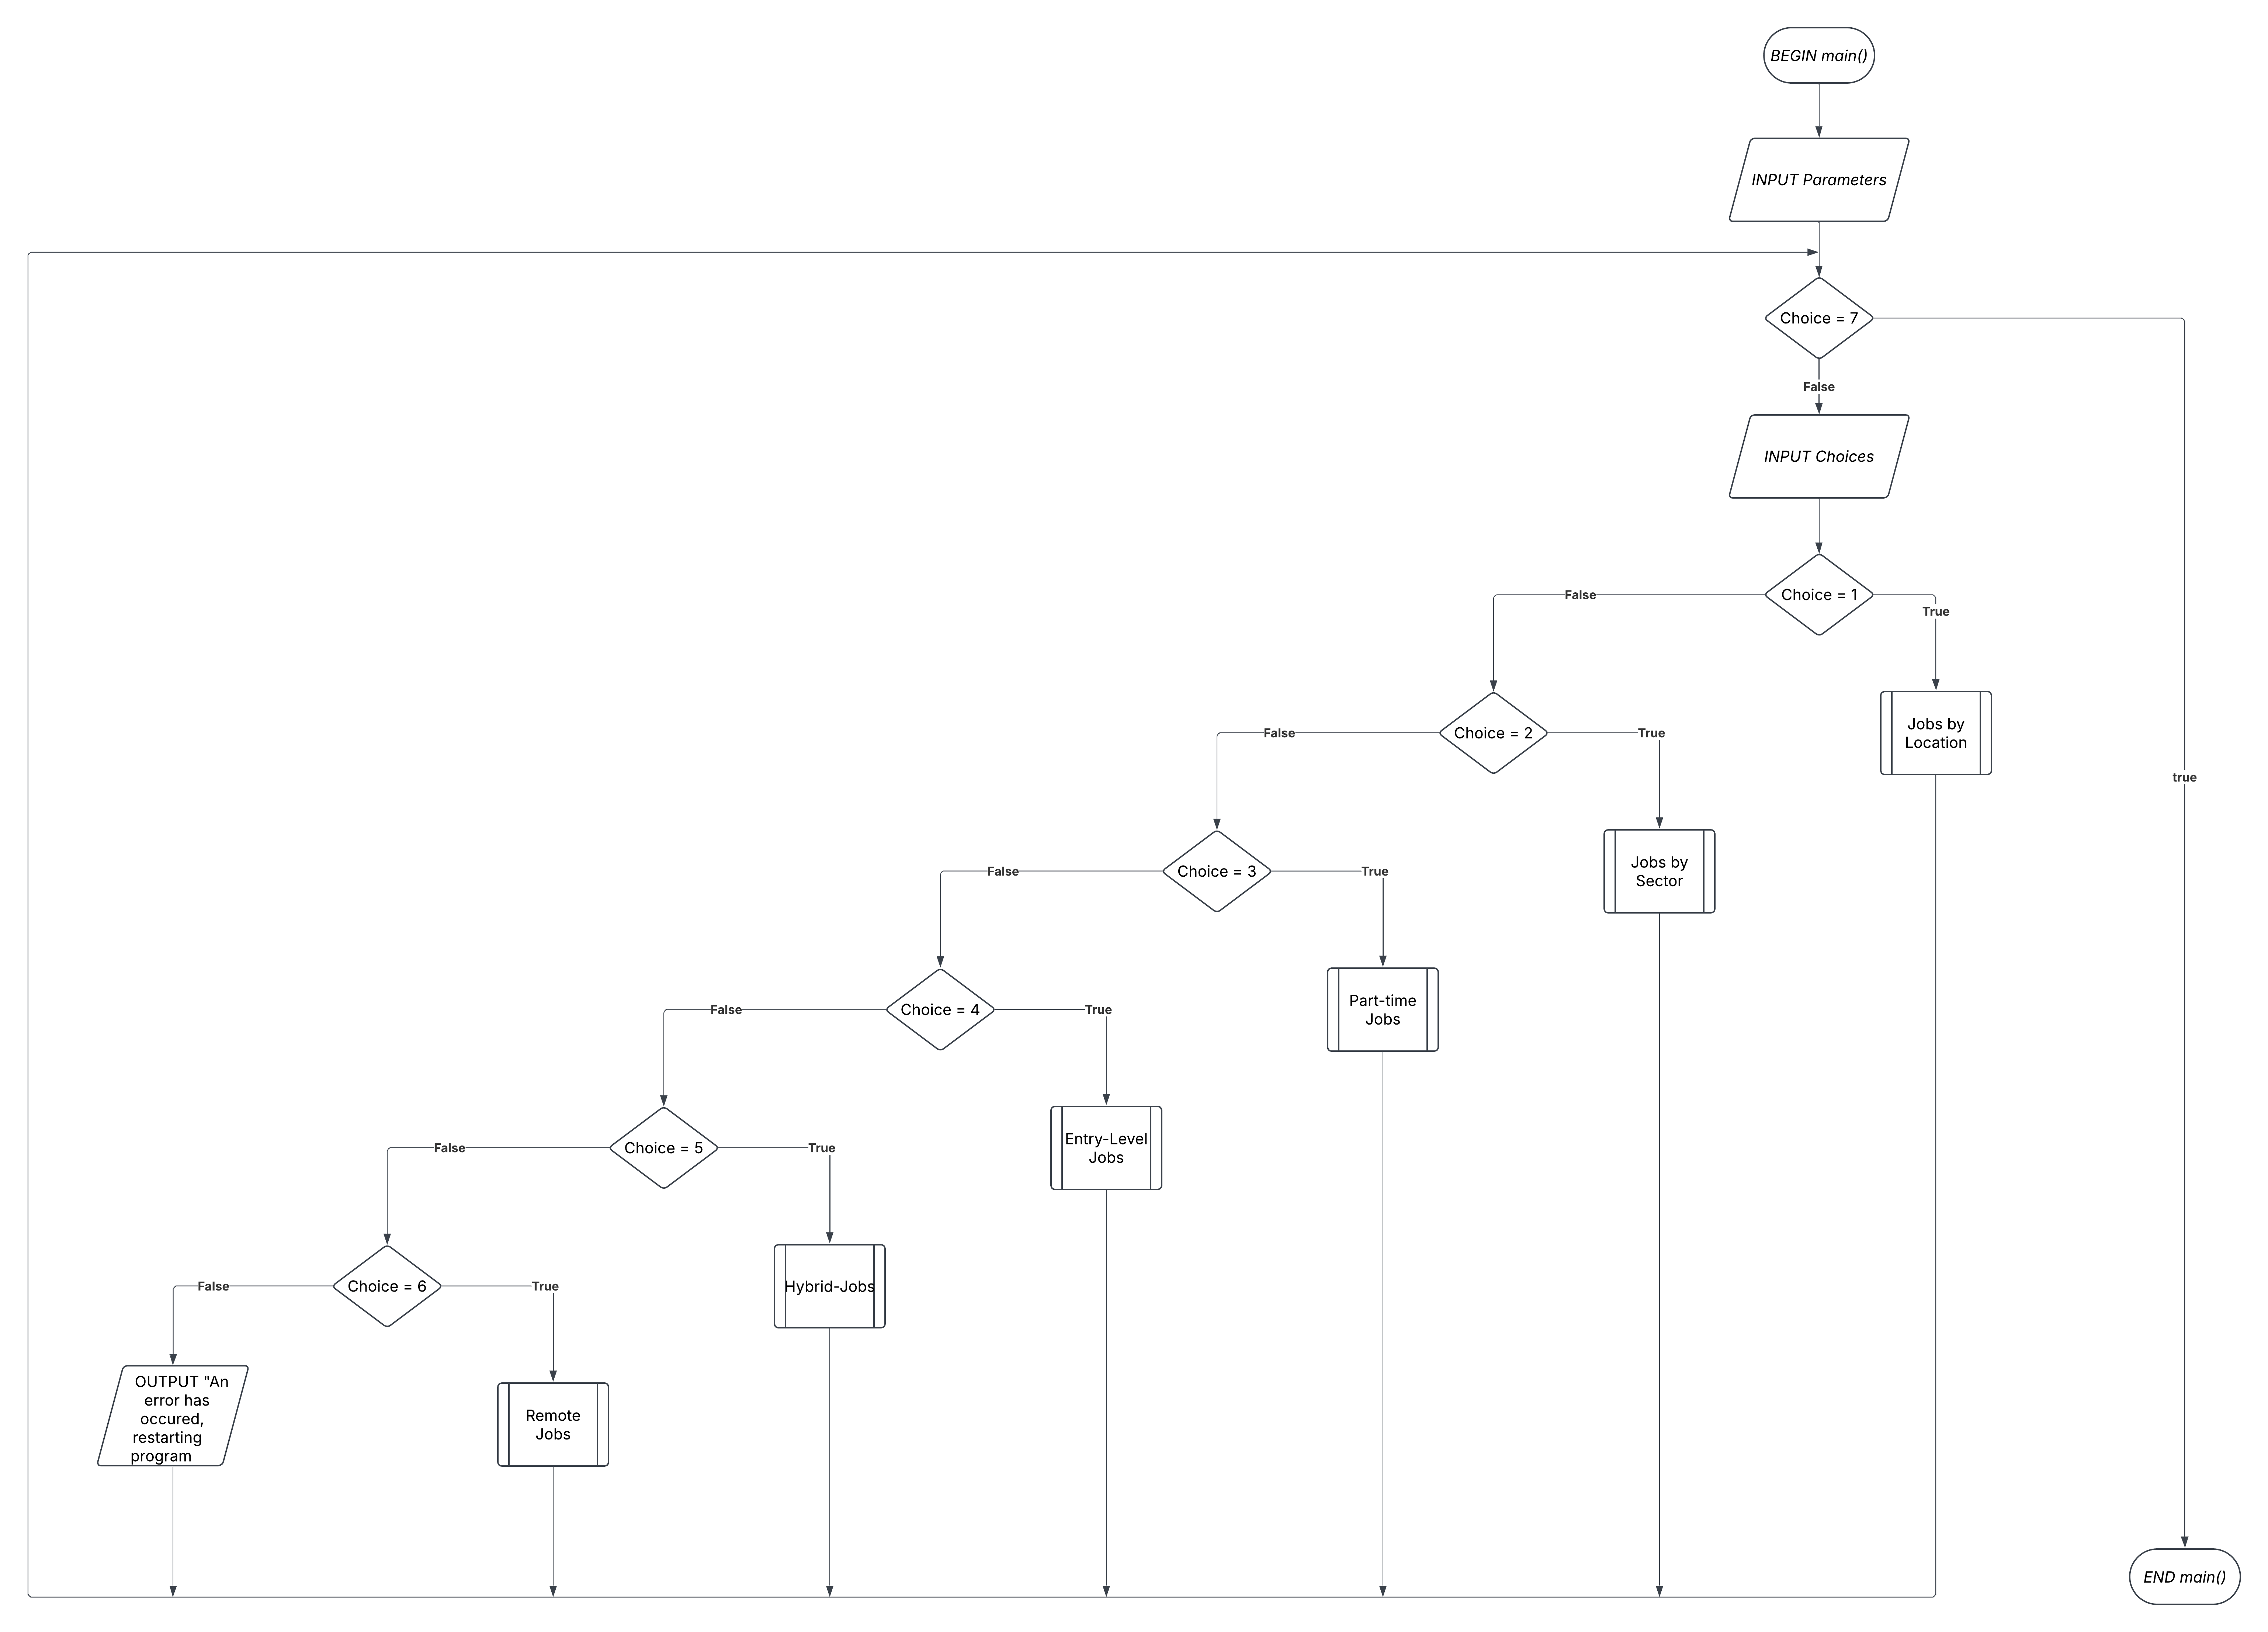 BEGIN main()
INPUT Parameters
Choice = 7
False
INPUT Choices
Choice = 1
False
True
Jobs by
Location
true
Choice = 2
False
True
Jobs by
Sector
Choice = 3
False
True
Part-time
Jobs
Choice = 4
False
True
Entry-Level
Jobs
Choice = 5
False
True
Hybrid-Jobs
Choice = 6
False
True
Remote
Jobs
OUTPUT "An
error has
occured,
restarting
program
END main()